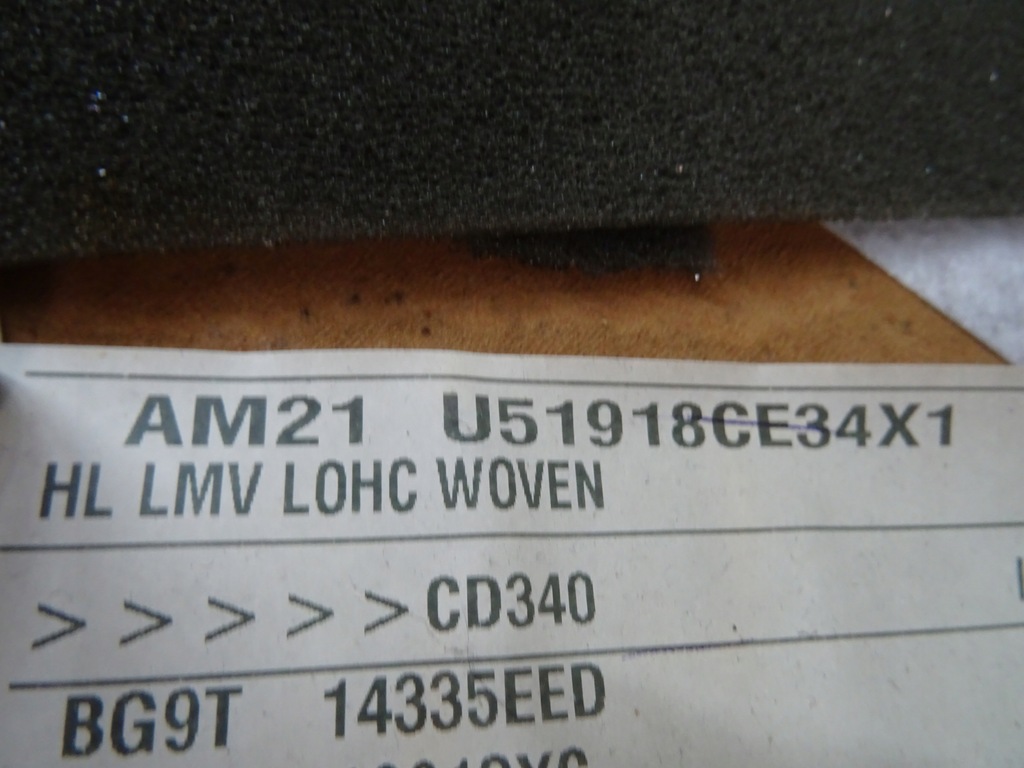 AM21 U51918CE34X1
HL LMV LOHC WOVEN
> > > > > CD340
BG9T 14335EED